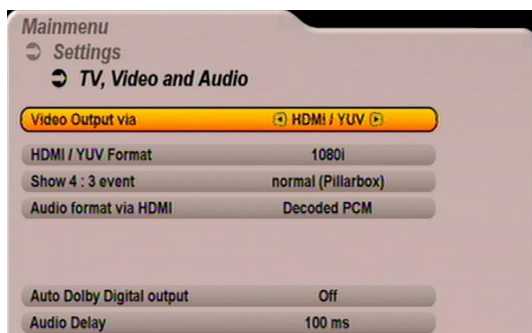 Mainmenu
Settings
TV, Video and Audio
Video Output via HDMI / YUV
HDMI / YUV Format 1080i
Show 4 : 3 event normal (Pillarbox)
Audio format via HDMI Decoded PCM
Auto Dolby Digital output Off
Audio Delay 100 ms